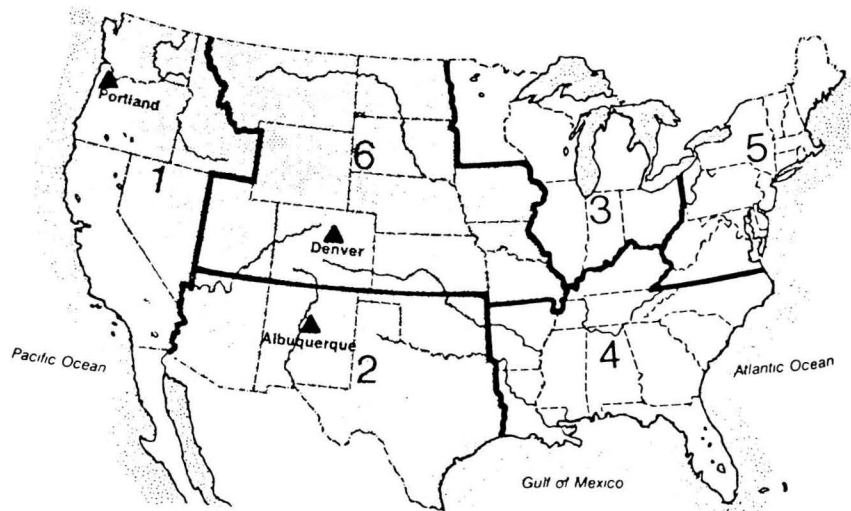 Portland
1
6
5
3
Denver
Albuquerque
2
4
Pacific Ocean
Atlantic Ocean
Gulf of Mexico